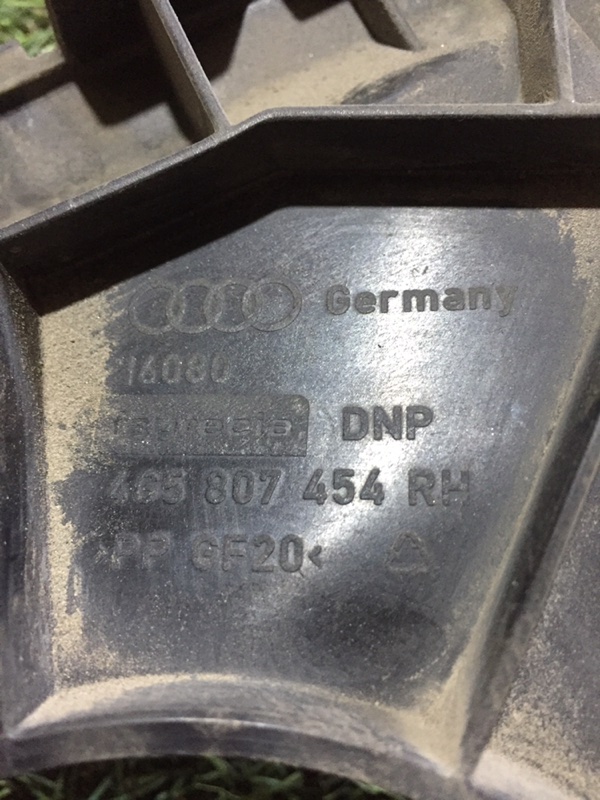 Germany
16080
DNP
4G5 807 454 RH
>PP GF20<